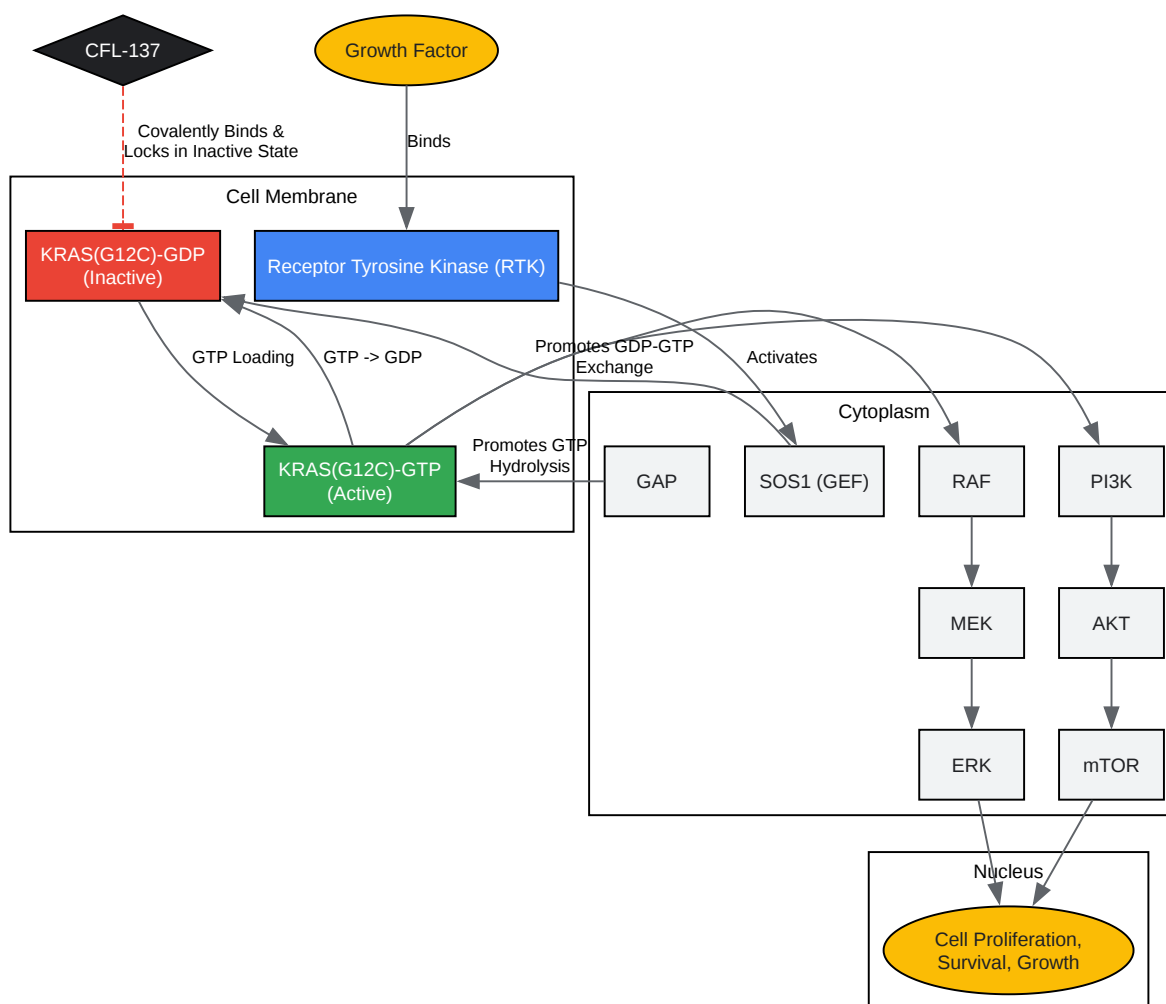 CFL-137
Growth Factor
Covalently Binds &
Locks in Inactive State
Binds
Cell Membrane
KRAS(G12C)-GDP
(Inactive)
Receptor Tyrosine Kinase (RTK)
GTP Loading
GTP -> GDP
Promotes GDP-GTP
Exchange
Activates
Cytoplasm
KRAS(G12C)-GTP
(Active)
Promotes GTP
Hydrolysis
GAP
SOS1 (GEF)
RAF
PI3K
MEK
AKT
ERK
mTOR
Nucleus
Cell Proliferation,
Survival, Growth